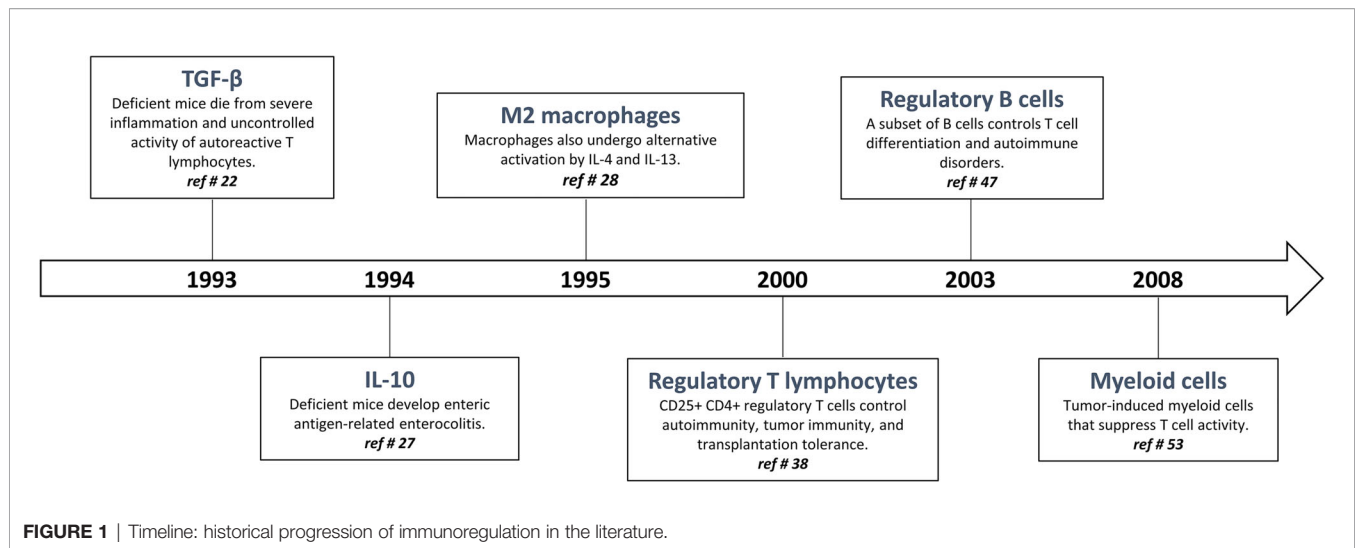 TGF-β
Deficient mice die from severe
inflammation and uncontrolled
activity of autoreactive T
lymphocytes.
ref # 22
M2 macrophages
Macrophages also undergo alternative
activation by IL-4 and IL-13.
ref # 28
Regulatory B cells
A subset of B cells controls T cell
differentiation and autoimmune
disorders.
ref # 47
1993 1994 1995 2000 2003 2008
IL-10
Deficient mice develop enteric
antigen-related enterocolitis.
ref # 27
Regulatory T lymphocytes
CD25+ CD4+ regulatory T cells control
autoimmunity, tumor immunity, and
transplantation tolerance.
ref # 38
Myeloid cells
Tumor-induced myeloid cells
that suppress T cell activity.
ref # 53
FIGURE 1 | Timeline: historical progression of immunoregulation in the literature.